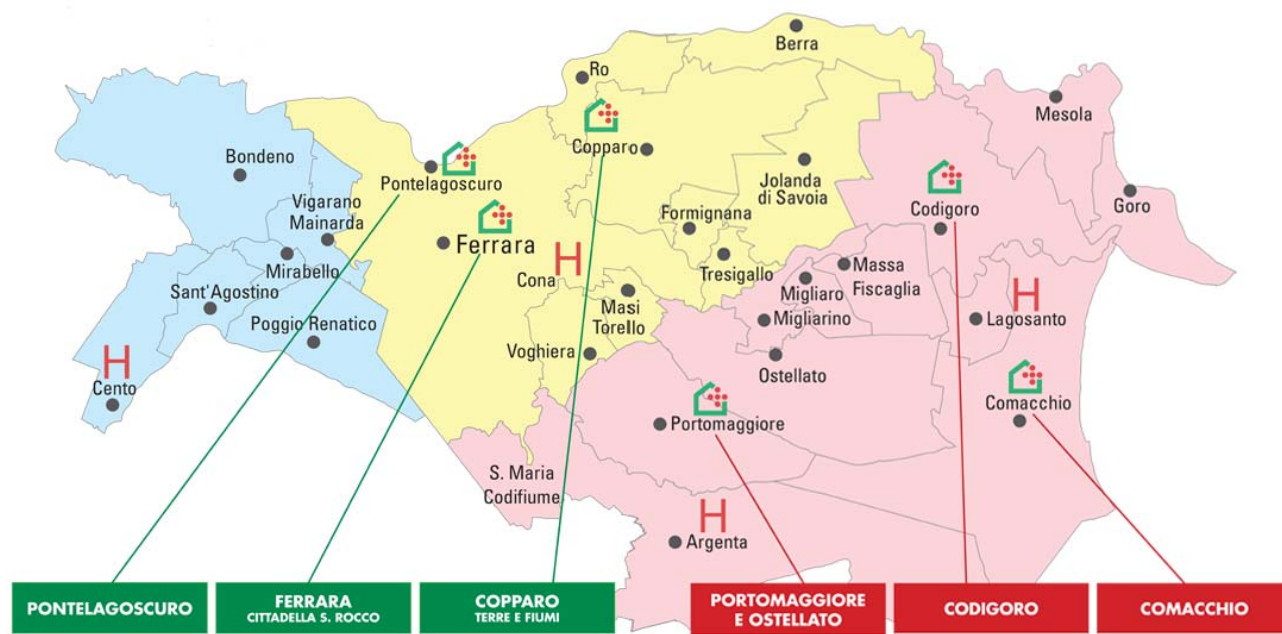 Berra
Ro
Mesola
Copparo
Bondeno
Pontelagoscuro
Jolanda
di Savoia
Vigarano
Mainarda
Codigoro
Goro
Formignana
Ferrara
Mirabello
Cona
H
Tresigallo
Massa
Fiscaglia
Sant'Agostino
Masi
Torello
Migliaro
H
Poggio Renatico
Migliarino
Lagosanto
Voghiera
H
Cento
Ostellato
Comacchio
Portomaggiore
S. Maria
Codifiume
H
Argenta
PONTELAGOSCURO
FERRARA
CITTADELLA S. ROCCO
COPPARO
TERRE E FIUMI
PORTOMAGGIORE
E OSTELLATO
CODIGORO
COMACCHIO